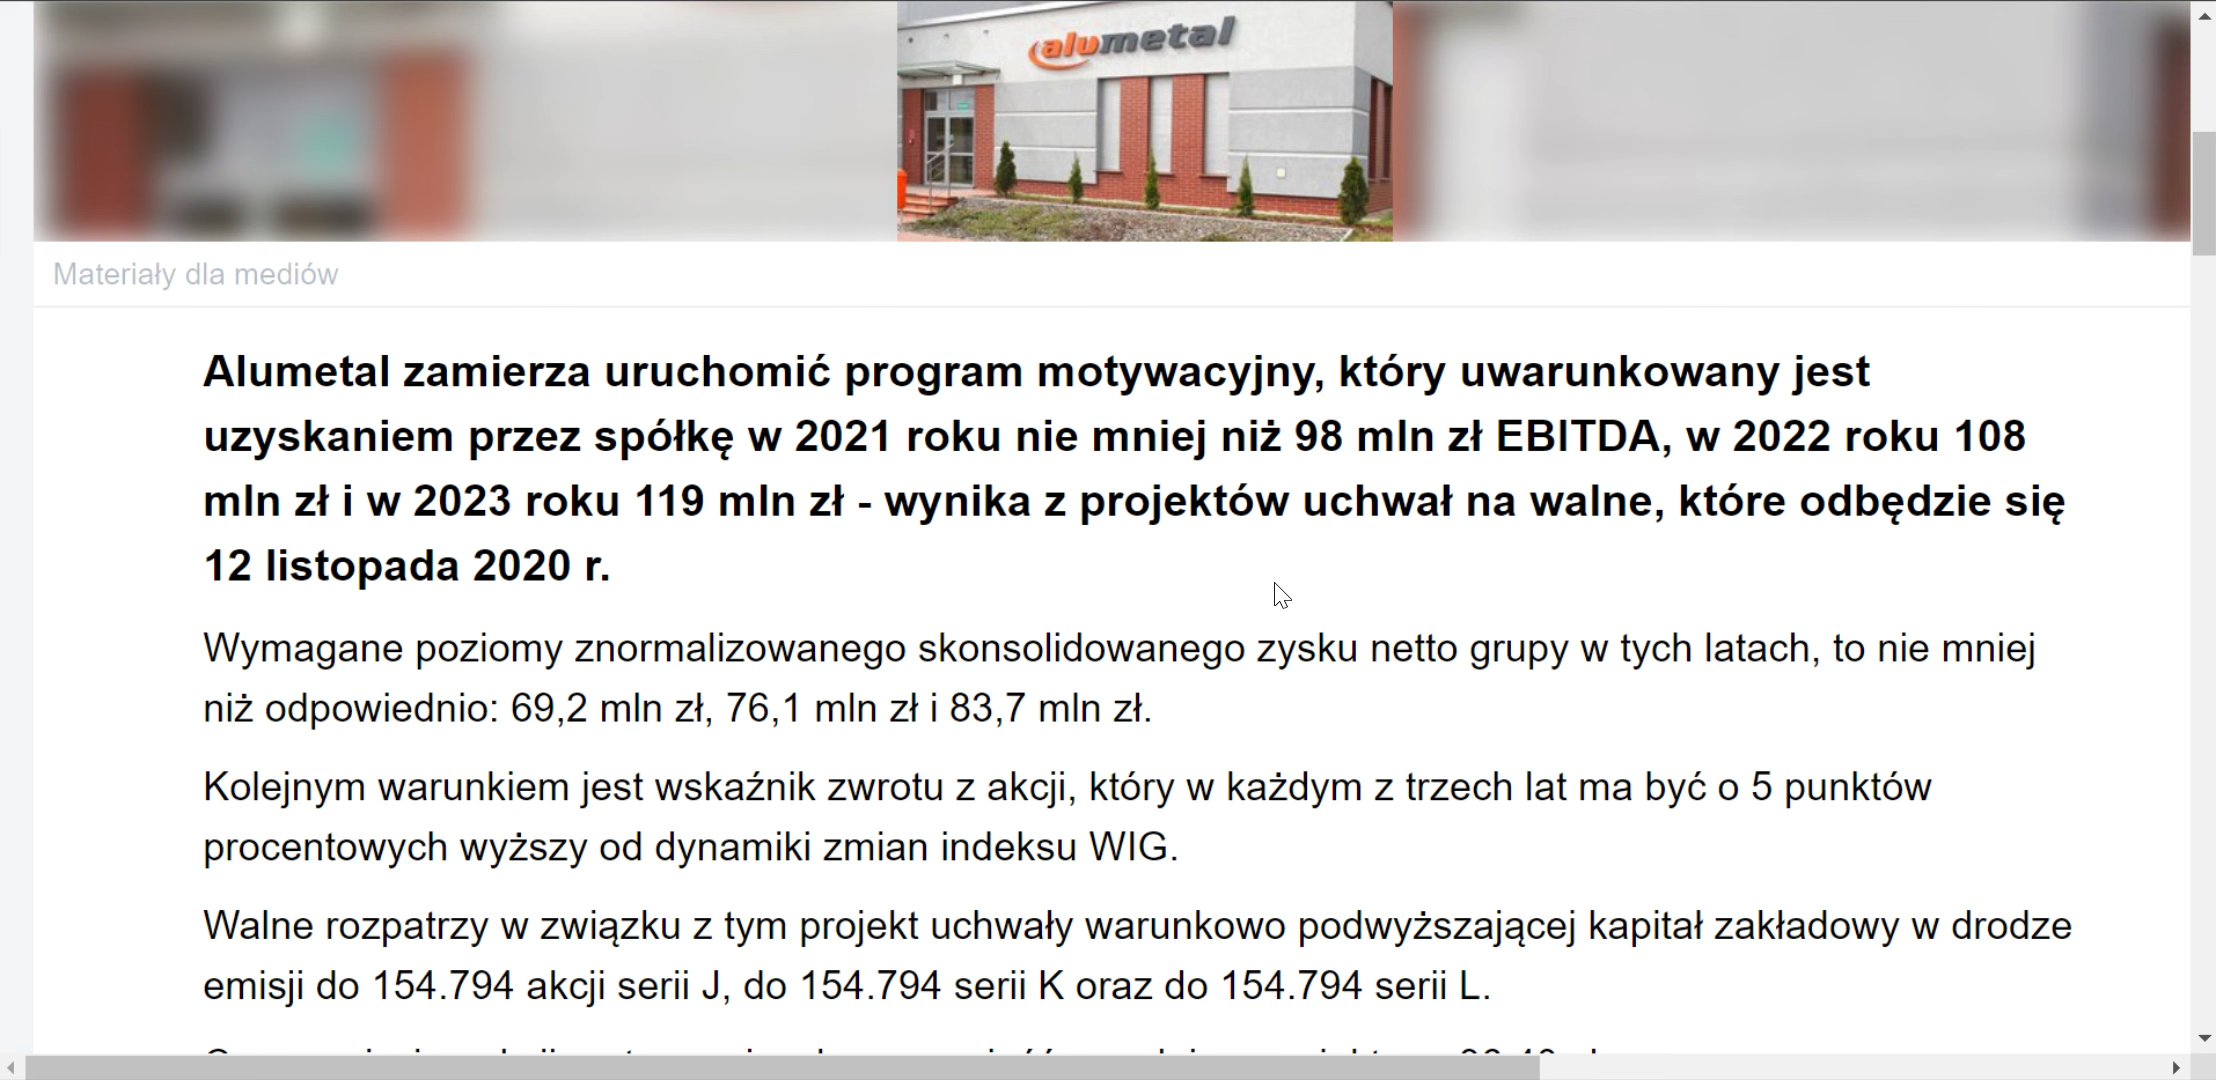 alumetal
Materiały dla mediów
Alumetal zamierza uruchomić program motywacyjny, który uwarunkowany jest
uzyskaniem przez spółkę w 2021 roku nie mniej niż 98 mln zł EBITDA, w 2022 roku 108
mln zł i w 2023 roku 119 mln zł - wynika z projektów uchwał na walne, które odbędzie się
12 listopada 2020 r.
Wymagane poziomy znormalizowanego skonsolidowanego zysku netto grupy w tych latach, to nie mniej
niż odpowiednio: 69,2 mln zł, 76,1 mln zł i 83,7 mln zł.
Kolejnym warunkiem jest wskaźnik zwrotu z akcji, który w każdym z trzech lat ma być o 5 punktów
procentowych wyższy od dynamiki zmian indeksu WIG.
Walne rozpatrzy w związku z tym projekt uchwały warunkowo podwyższającej kapitał zakładowy w drodze
emisji do 154.794 akcji serii J, do 154.794 serii K oraz do 154.794 serii L.